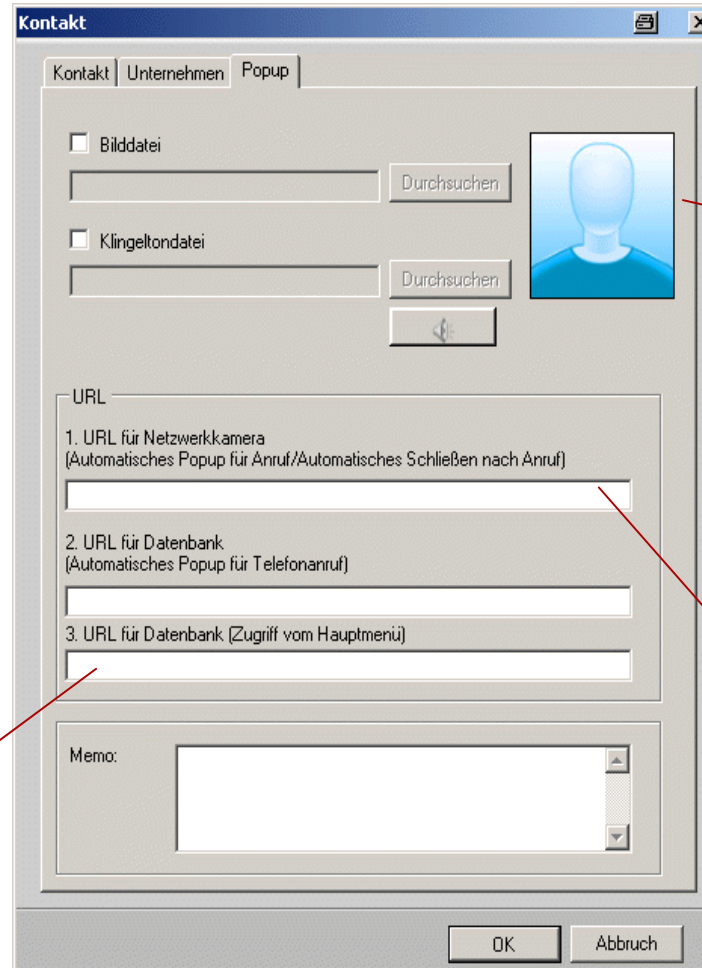 Kontakt
Kontakt Unternehmen Popup
Bilddatei
Durchsuchen
Klingeltondatei
Durchsuchen
URL
1. URL für Netzwerkkamera
(Automatisches Popup für Anruf/Automatisches Schließen nach Anruf)
2. URL für Datenbank
(Automatisches Popup für Telefonanruf)
3. URL für Datenbank (Zugriff vom Hauptmenü)
Memo:
OK Abbruch